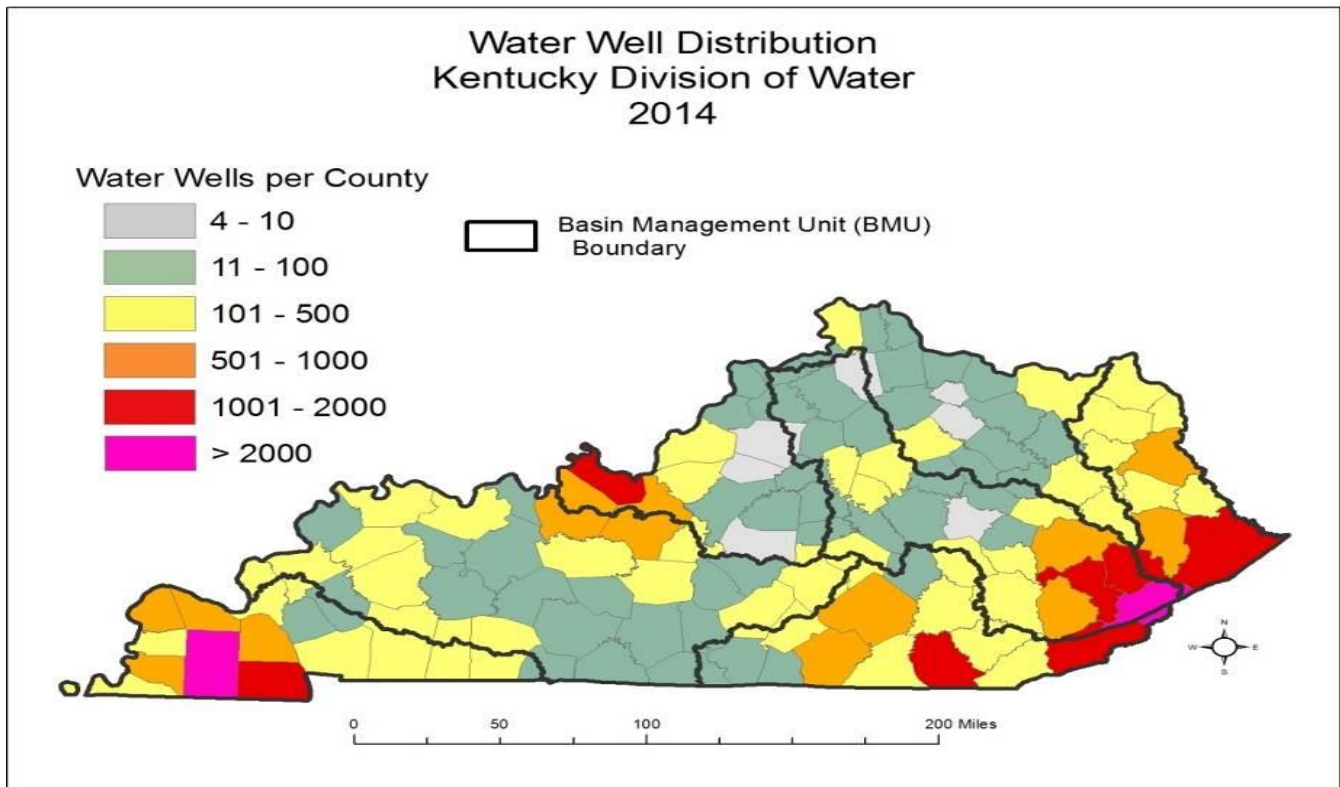 Water Well Distribution
Kentucky Division of Water
2014
Water Wells per County
4 - 10
11 - 100
101 - 500
501 - 1000
1001 - 2000
> 2000
Basin Management Unit (BMU)
Boundary
N
W E
S
0 50 100 200 Miles